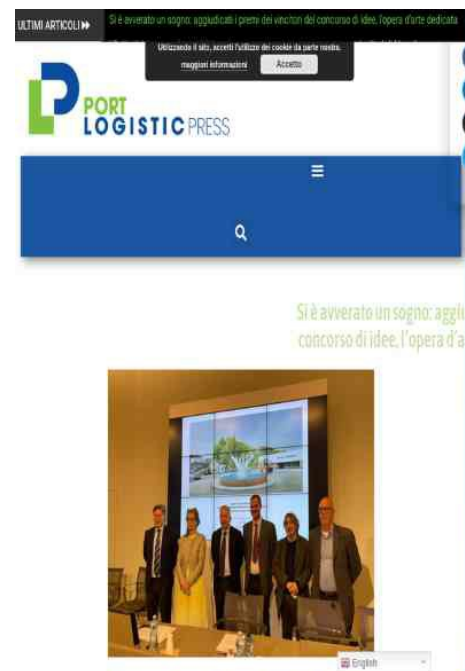 ULTIMI ARTICOLI
Si è avverato un sogno: aggiudicati i premi dei vincitori del concorso di idee, l'opera d'arte dedicata
Utilizzando il sito, accetti l'utilizzo dei cookie da parte nostra.
maggiori informazioni
Accetto
PORT
LOGISTIC PRESS
Si è avverato un sogno: aggiu
concorso di idee, l'opera d'a
English